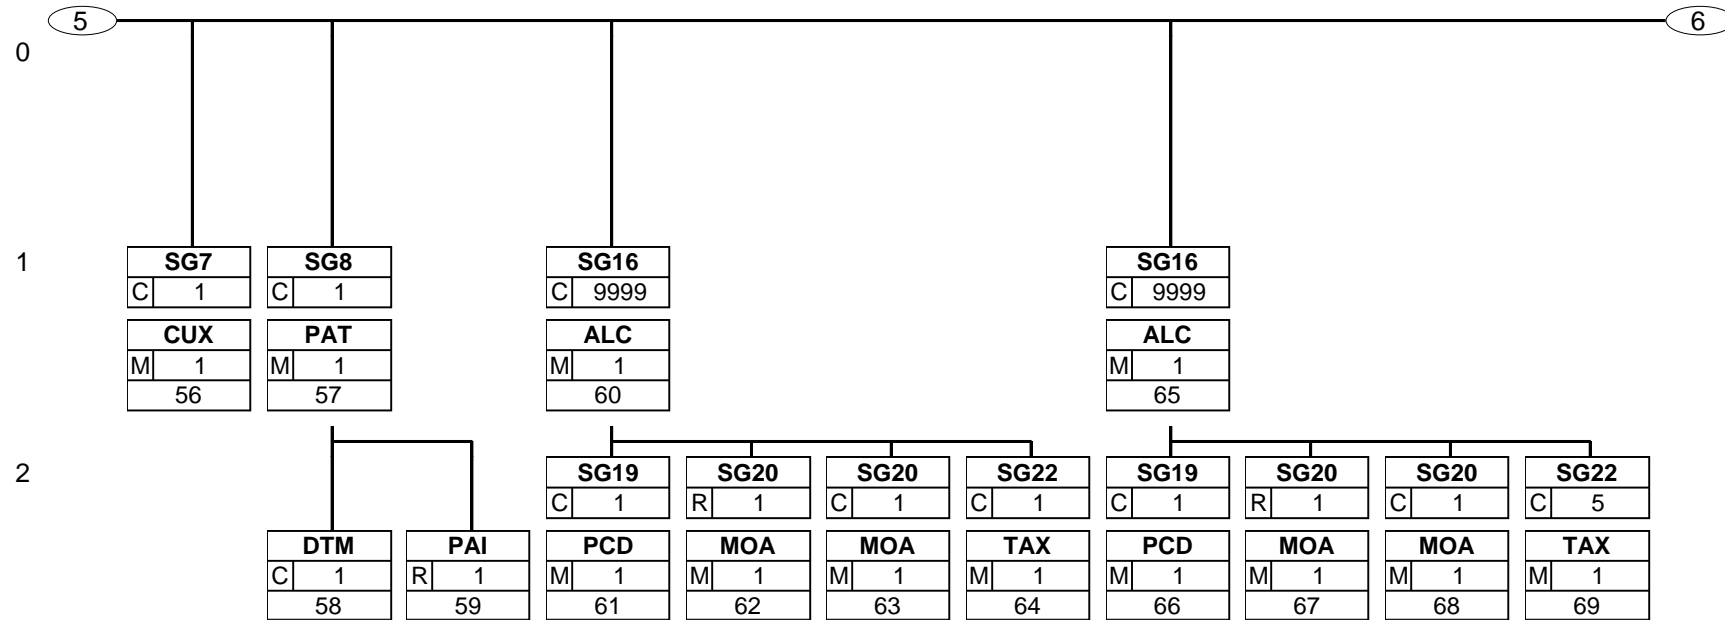 5 6
0
1 SG7 SG8 SG16 SG16
C 1 C 1 C 9999 C 9999
CUX PAT ALC ALC
M 1 M 1 M 1 M 1
56 57 60 65
2 SG19 SG20 SG20 SG22 SG19 SG20 SG20 SG22
C 1 R 1 C 1 C 1 C 1 R 1 C 1 C 5
DTM PAI PCD MOA MOA TAX PCD MOA MOA TAX
C 1 R 1 M 1 M 1 M 1 M 1 M 1 M 1 M 1 M 1
58 59 61 62 63 64 66 67 68 69